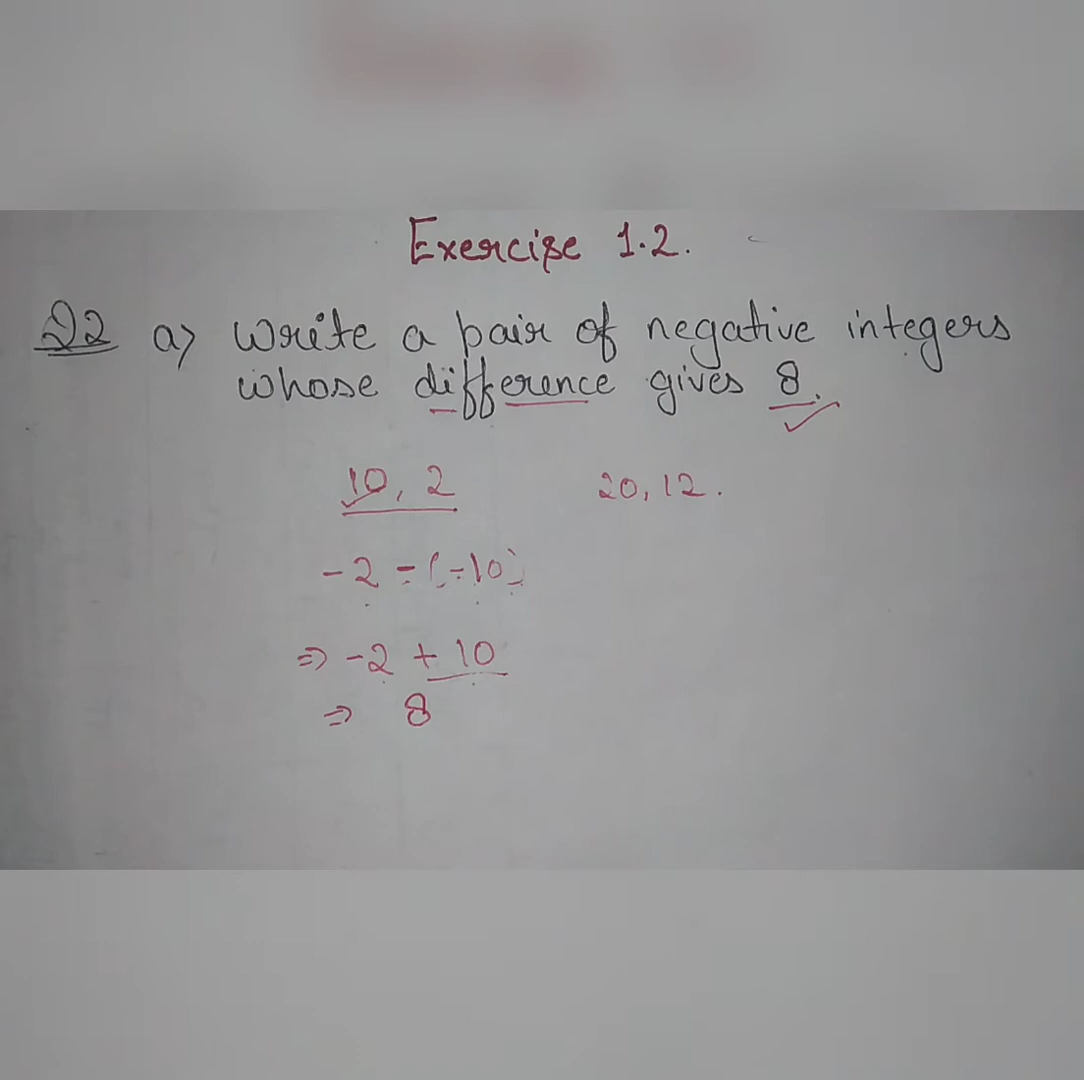 Exercise 1.2.
Q2 a) Write a pair of negative integers
whose difference gives 8.
10, 2 20, 12.
-2 - (-10)
⇒ -2 + 10
⇒ 8